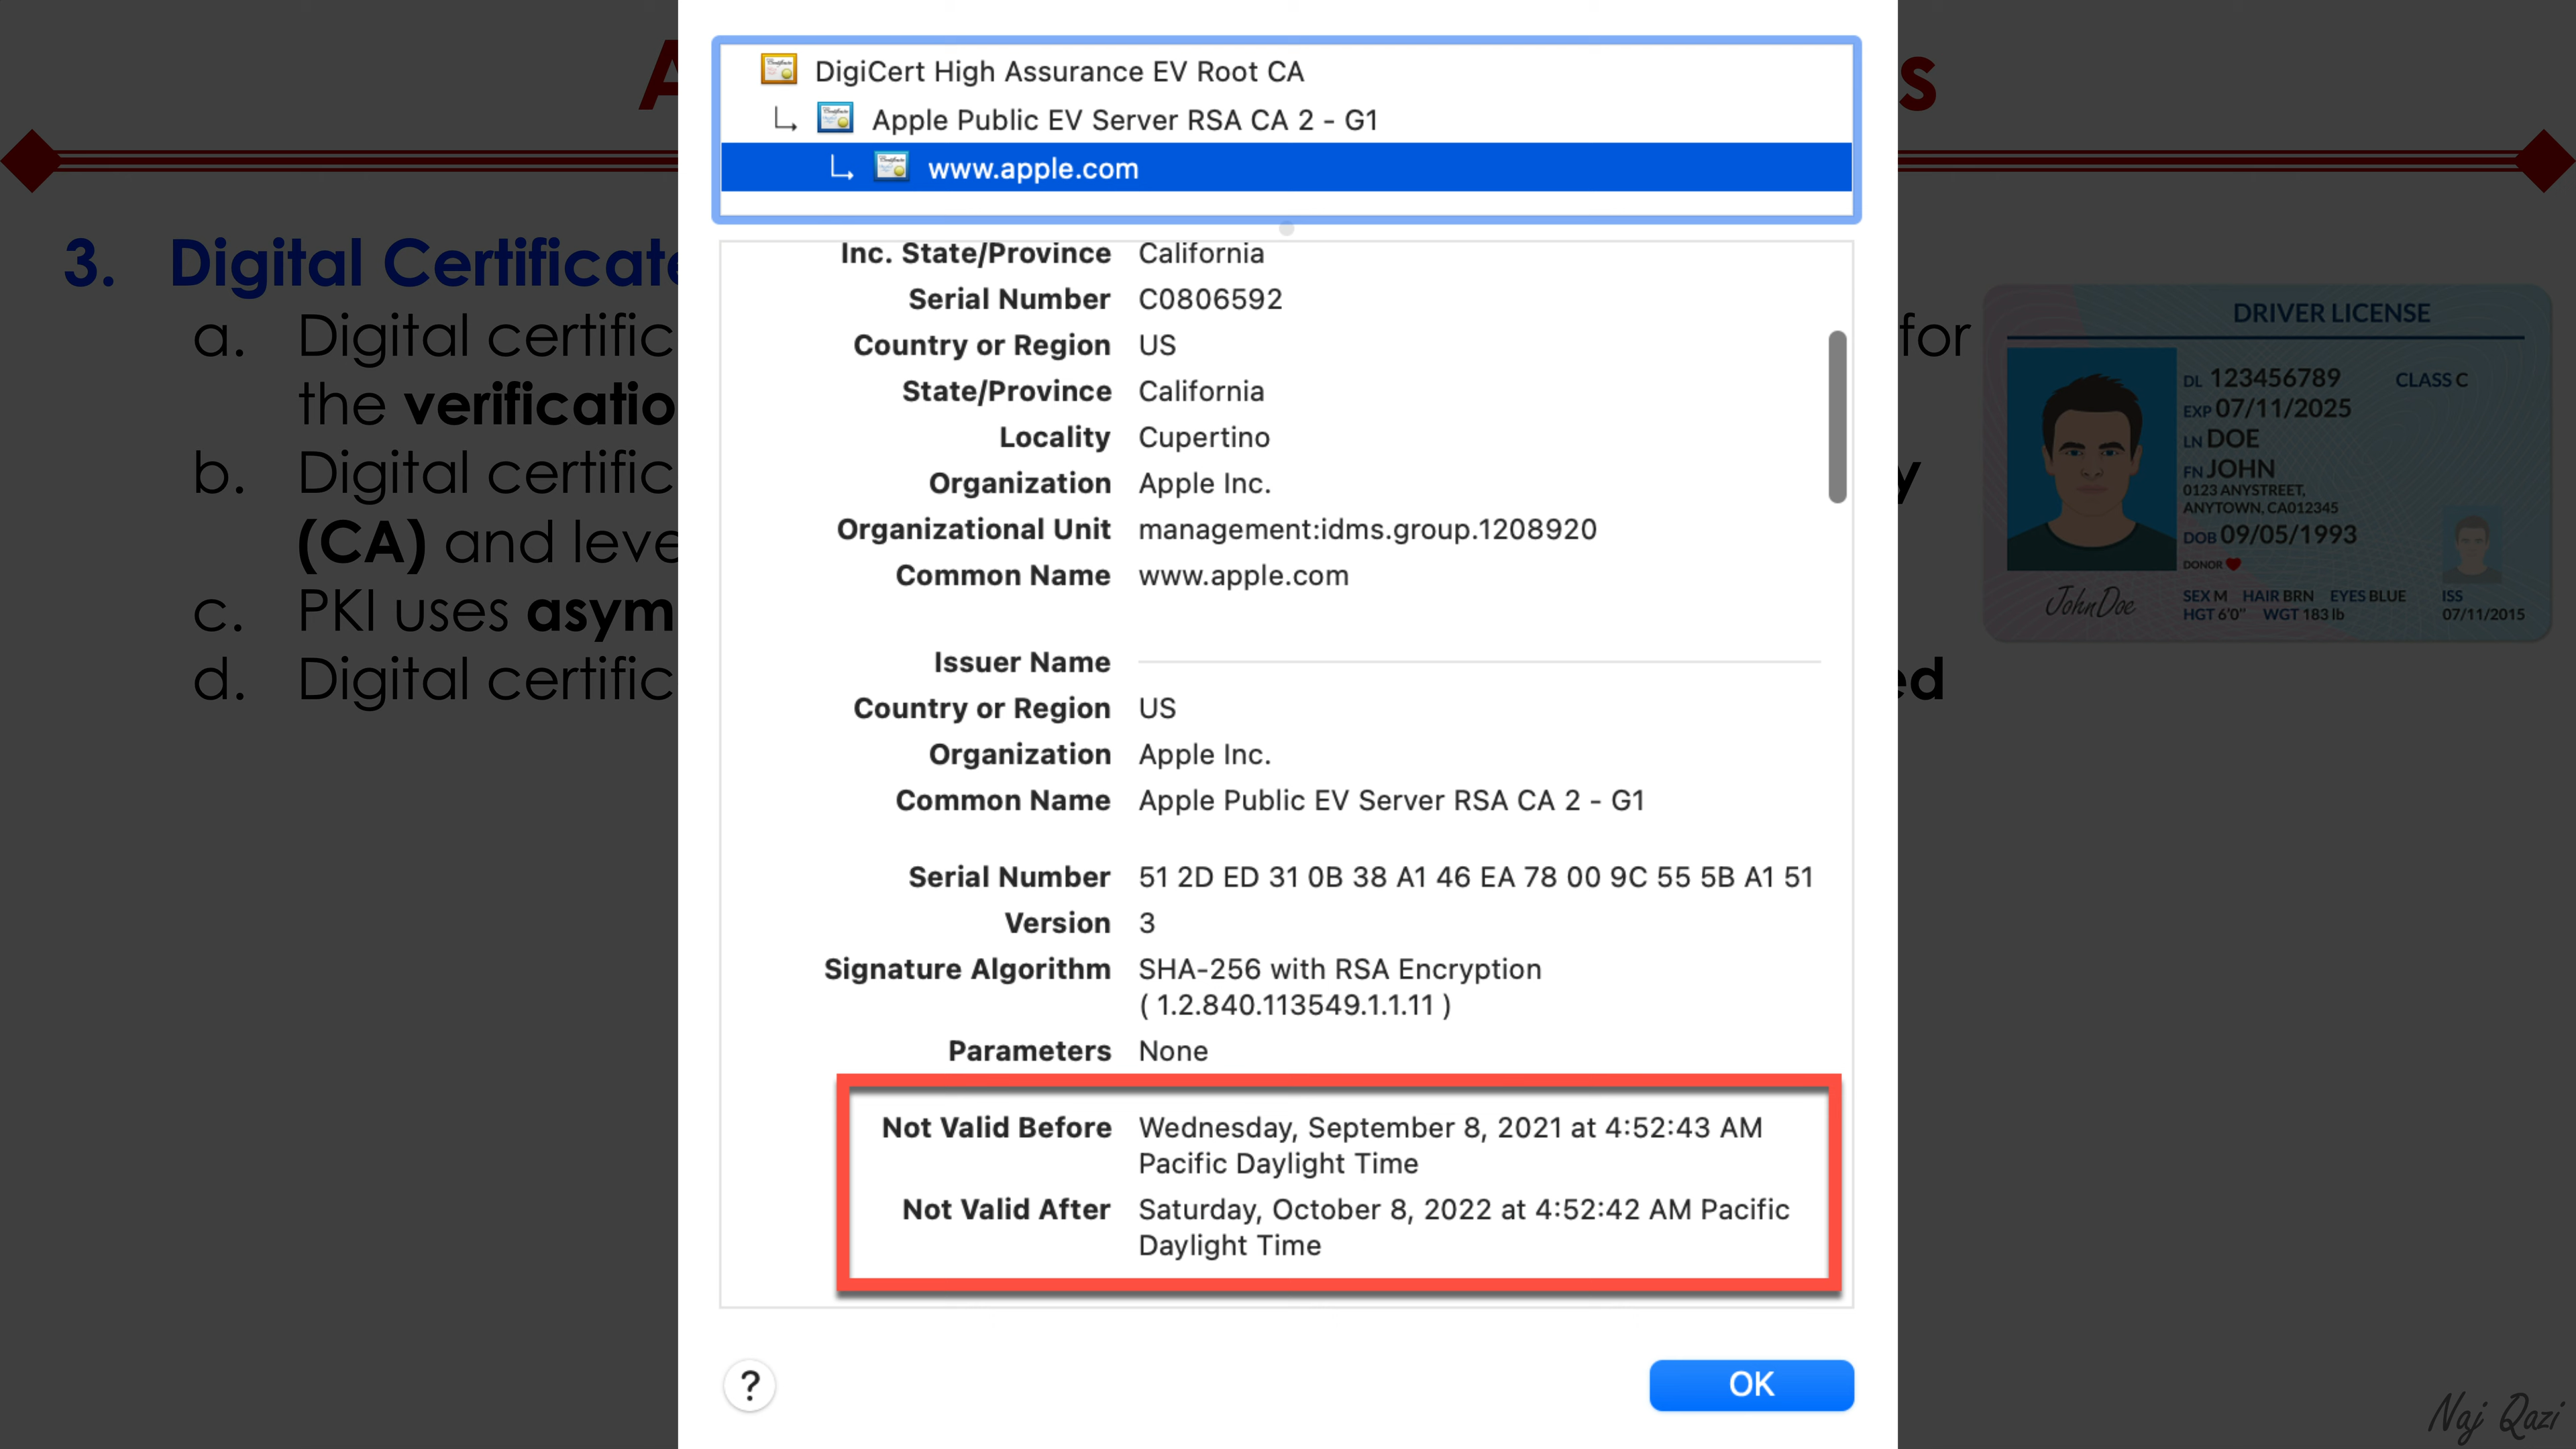 A
s
DigiCert High Assurance EV Root CA
Apple Public EV Server RSA CA 2 - G1
www.apple.com
3. Digital Certificate
a. Digital certific
for
the verificatio
b. Digital certific
y
(CA) and leve
c. PKI uses asym
d. Digital certific
ed
Inc. State/Province California
Serial Number C0806592
Country or Region US
State/Province California
Locality Cupertino
Organization Apple Inc.
Organizational Unit management:idms.group.1208920
Common Name www.apple.com
Issuer Name
Country or Region US
Organization Apple Inc.
Common Name Apple Public EV Server RSA CA 2 - G1
Serial Number 51 2D ED 31 0B 38 A1 46 EA 78 00 9C 55 5B A1 51
Version 3
Signature Algorithm SHA-256 with RSA Encryption
( 1.2.840.113549.1.1.11 )
Parameters None
Not Valid Before Wednesday, September 8, 2021 at 4:52:43 AM
Pacific Daylight Time
Not Valid After Saturday, October 8, 2022 at 4:52:42 AM Pacific
Daylight Time
?
OK
DRIVER LICENSE
DL 123456789 CLASS C
EXP 07/11/2025
LN DOE
FN JOHN
0123 ANYSTREET,
ANYTOWN, CA012345
DOB 09/05/1993
DONOR
JohnDoe
SEX M HAIR BRN EYES BLUE ISS
HGT 6'0" WGT 183 lb 07/11/2015
Naj Qazi